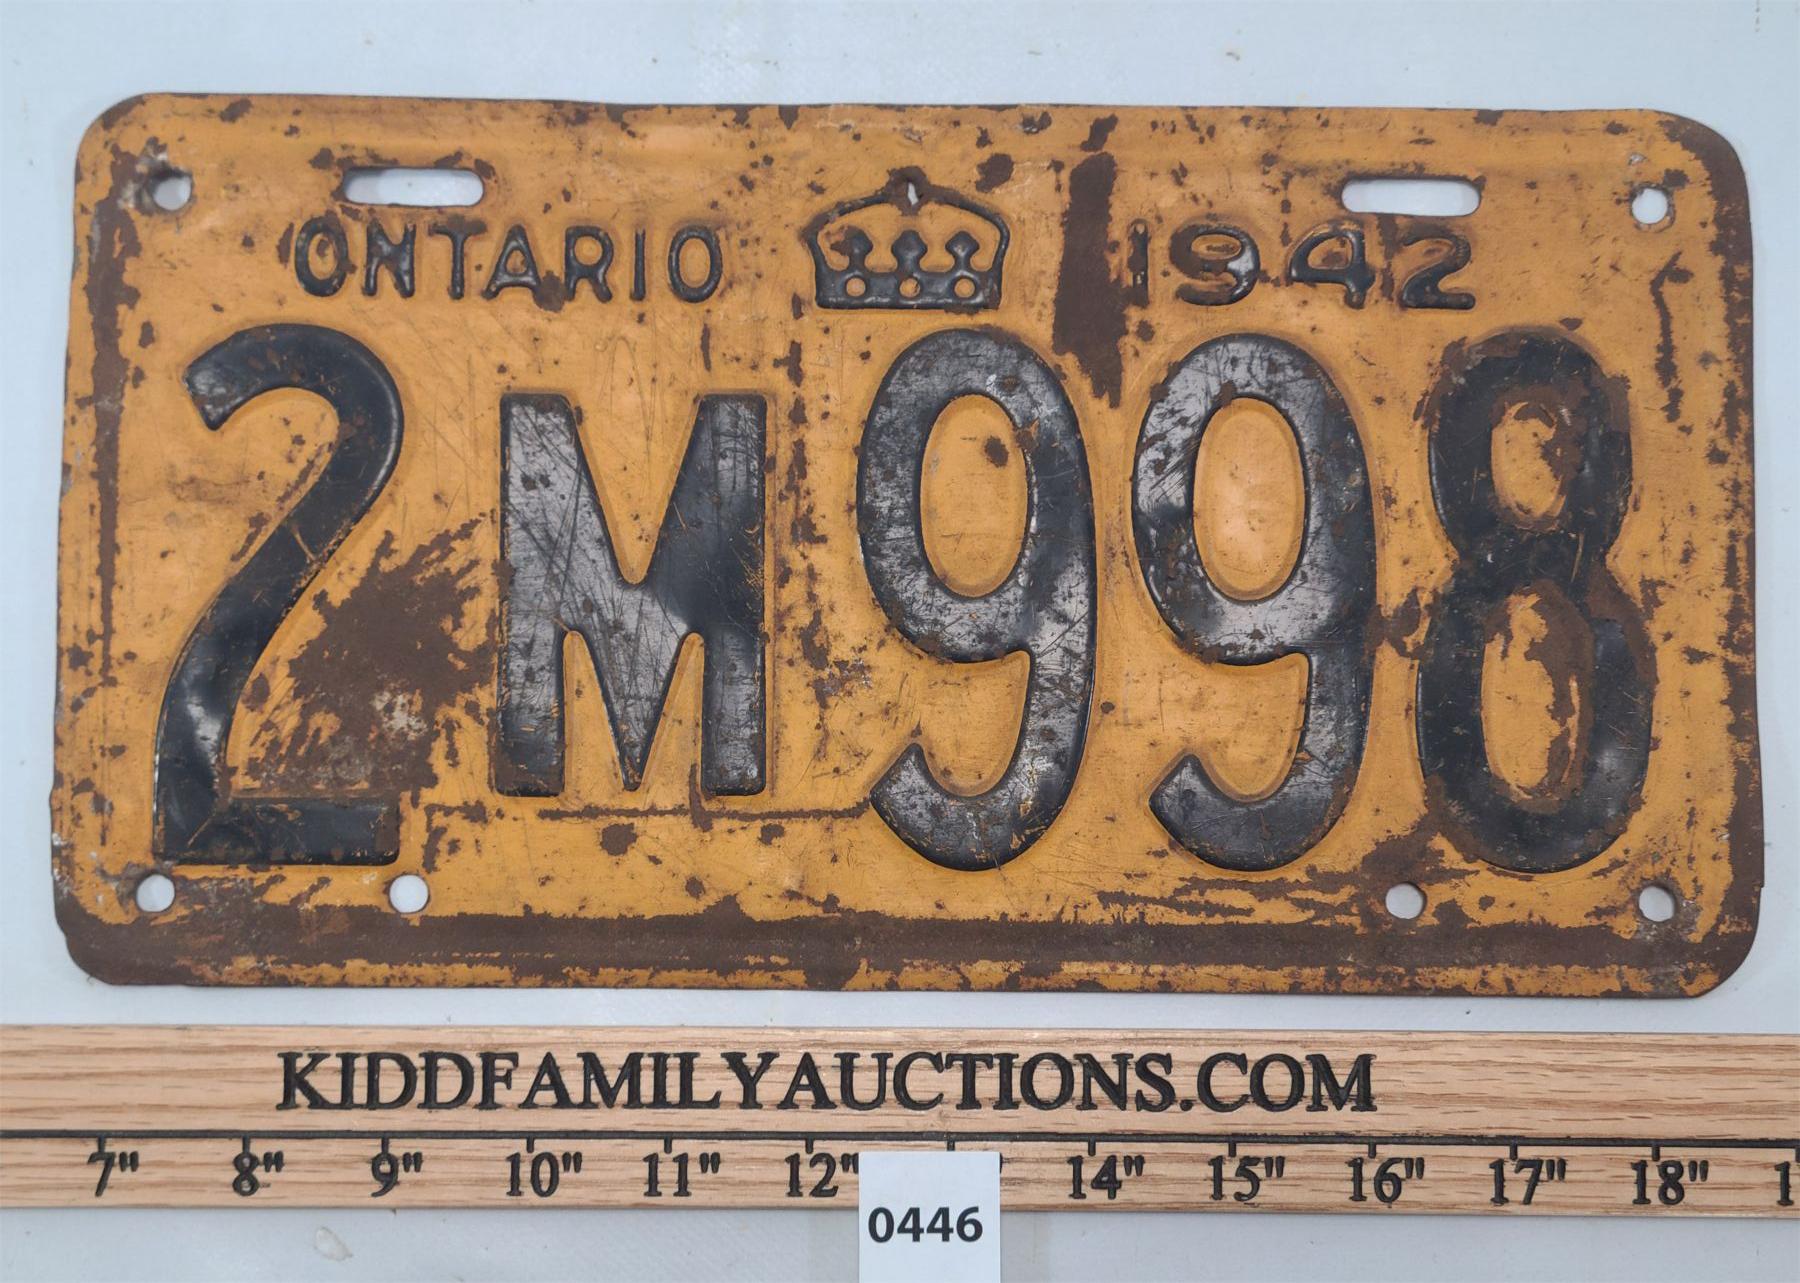 ONTARIO 1942
2M998
KIDDFAMILYAUCTIONS.COM
7" 8" 9" 10" 11" 12" 14" 15" 16" 17" 18"
0446